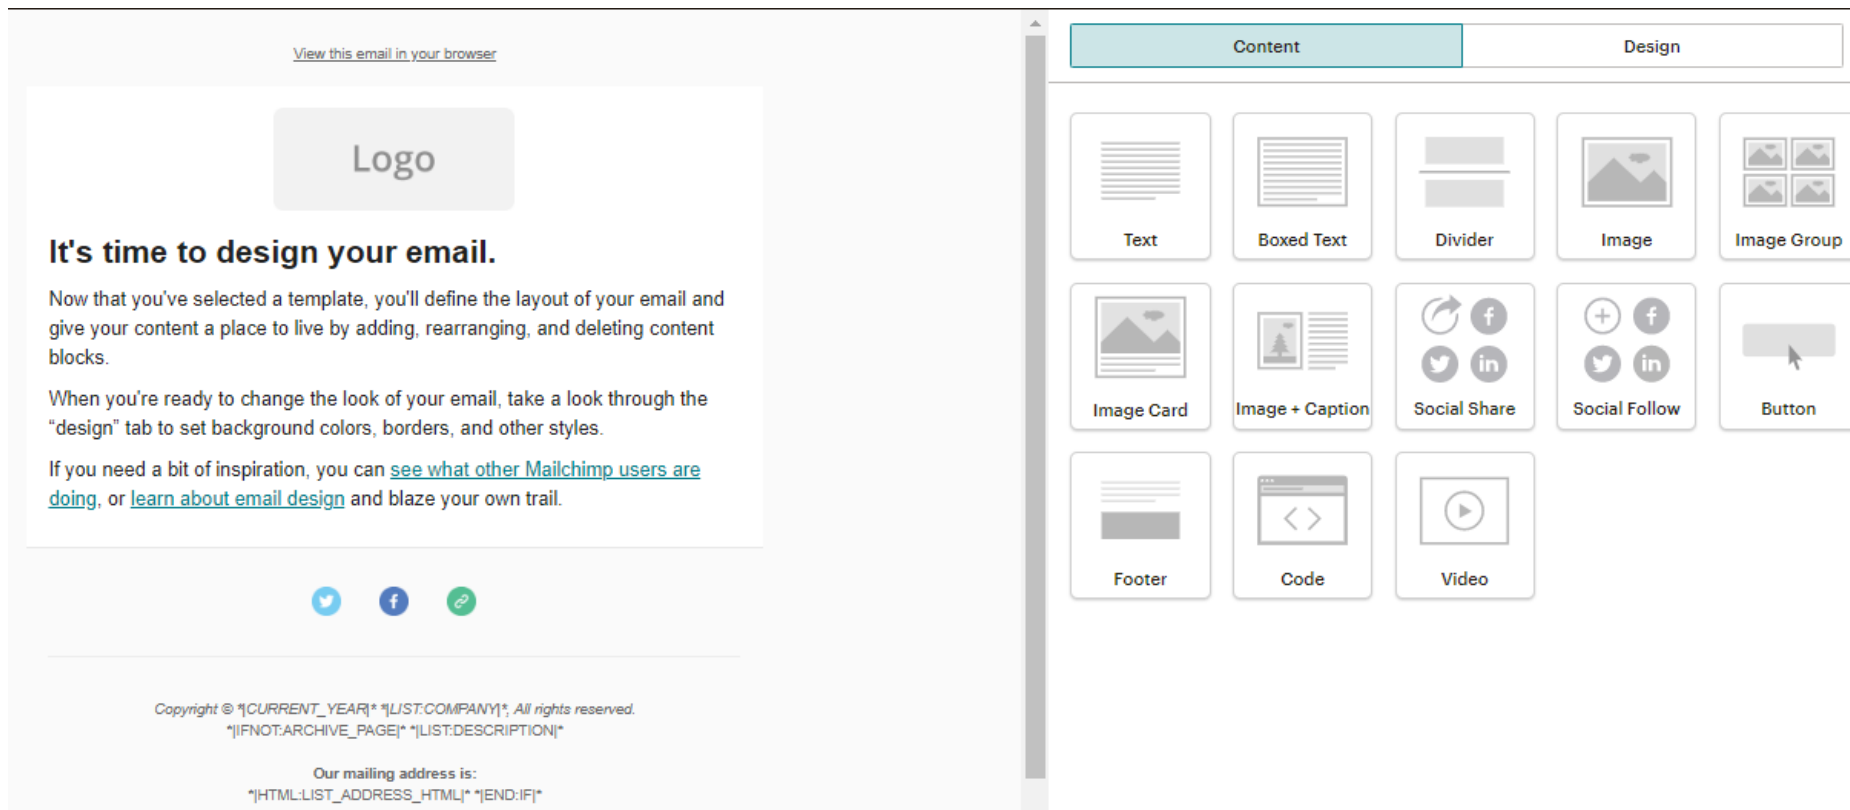 View this email in your browser
Logo
It's time to design your email.
Now that you've selected a template, you'll define the layout of your email and
give your content a place to live by adding, rearranging, and deleting content
blocks.
When you're ready to change the look of your email, take a look through the
“design” tab to set background colors, borders, and other styles.
If you need a bit of inspiration, you can see what other Mailchimp users are
doing, or learn about email design and blaze your own trail.
Copyright © *|CURRENT_YEAR|* *|LIST:COMPANY|*, All rights reserved.
*|IFNOT:ARCHIVE_PAGE|* *|LIST:DESCRIPTION|*
Our mailing address is:
*|HTML:LIST_ADDRESS_HTML|* *|END:IF|*
Content
Design
Text
Boxed Text
Divider
Image
Image Group
Image Card
Image + Caption
Social Share
Social Follow
Button
Footer
Code
Video